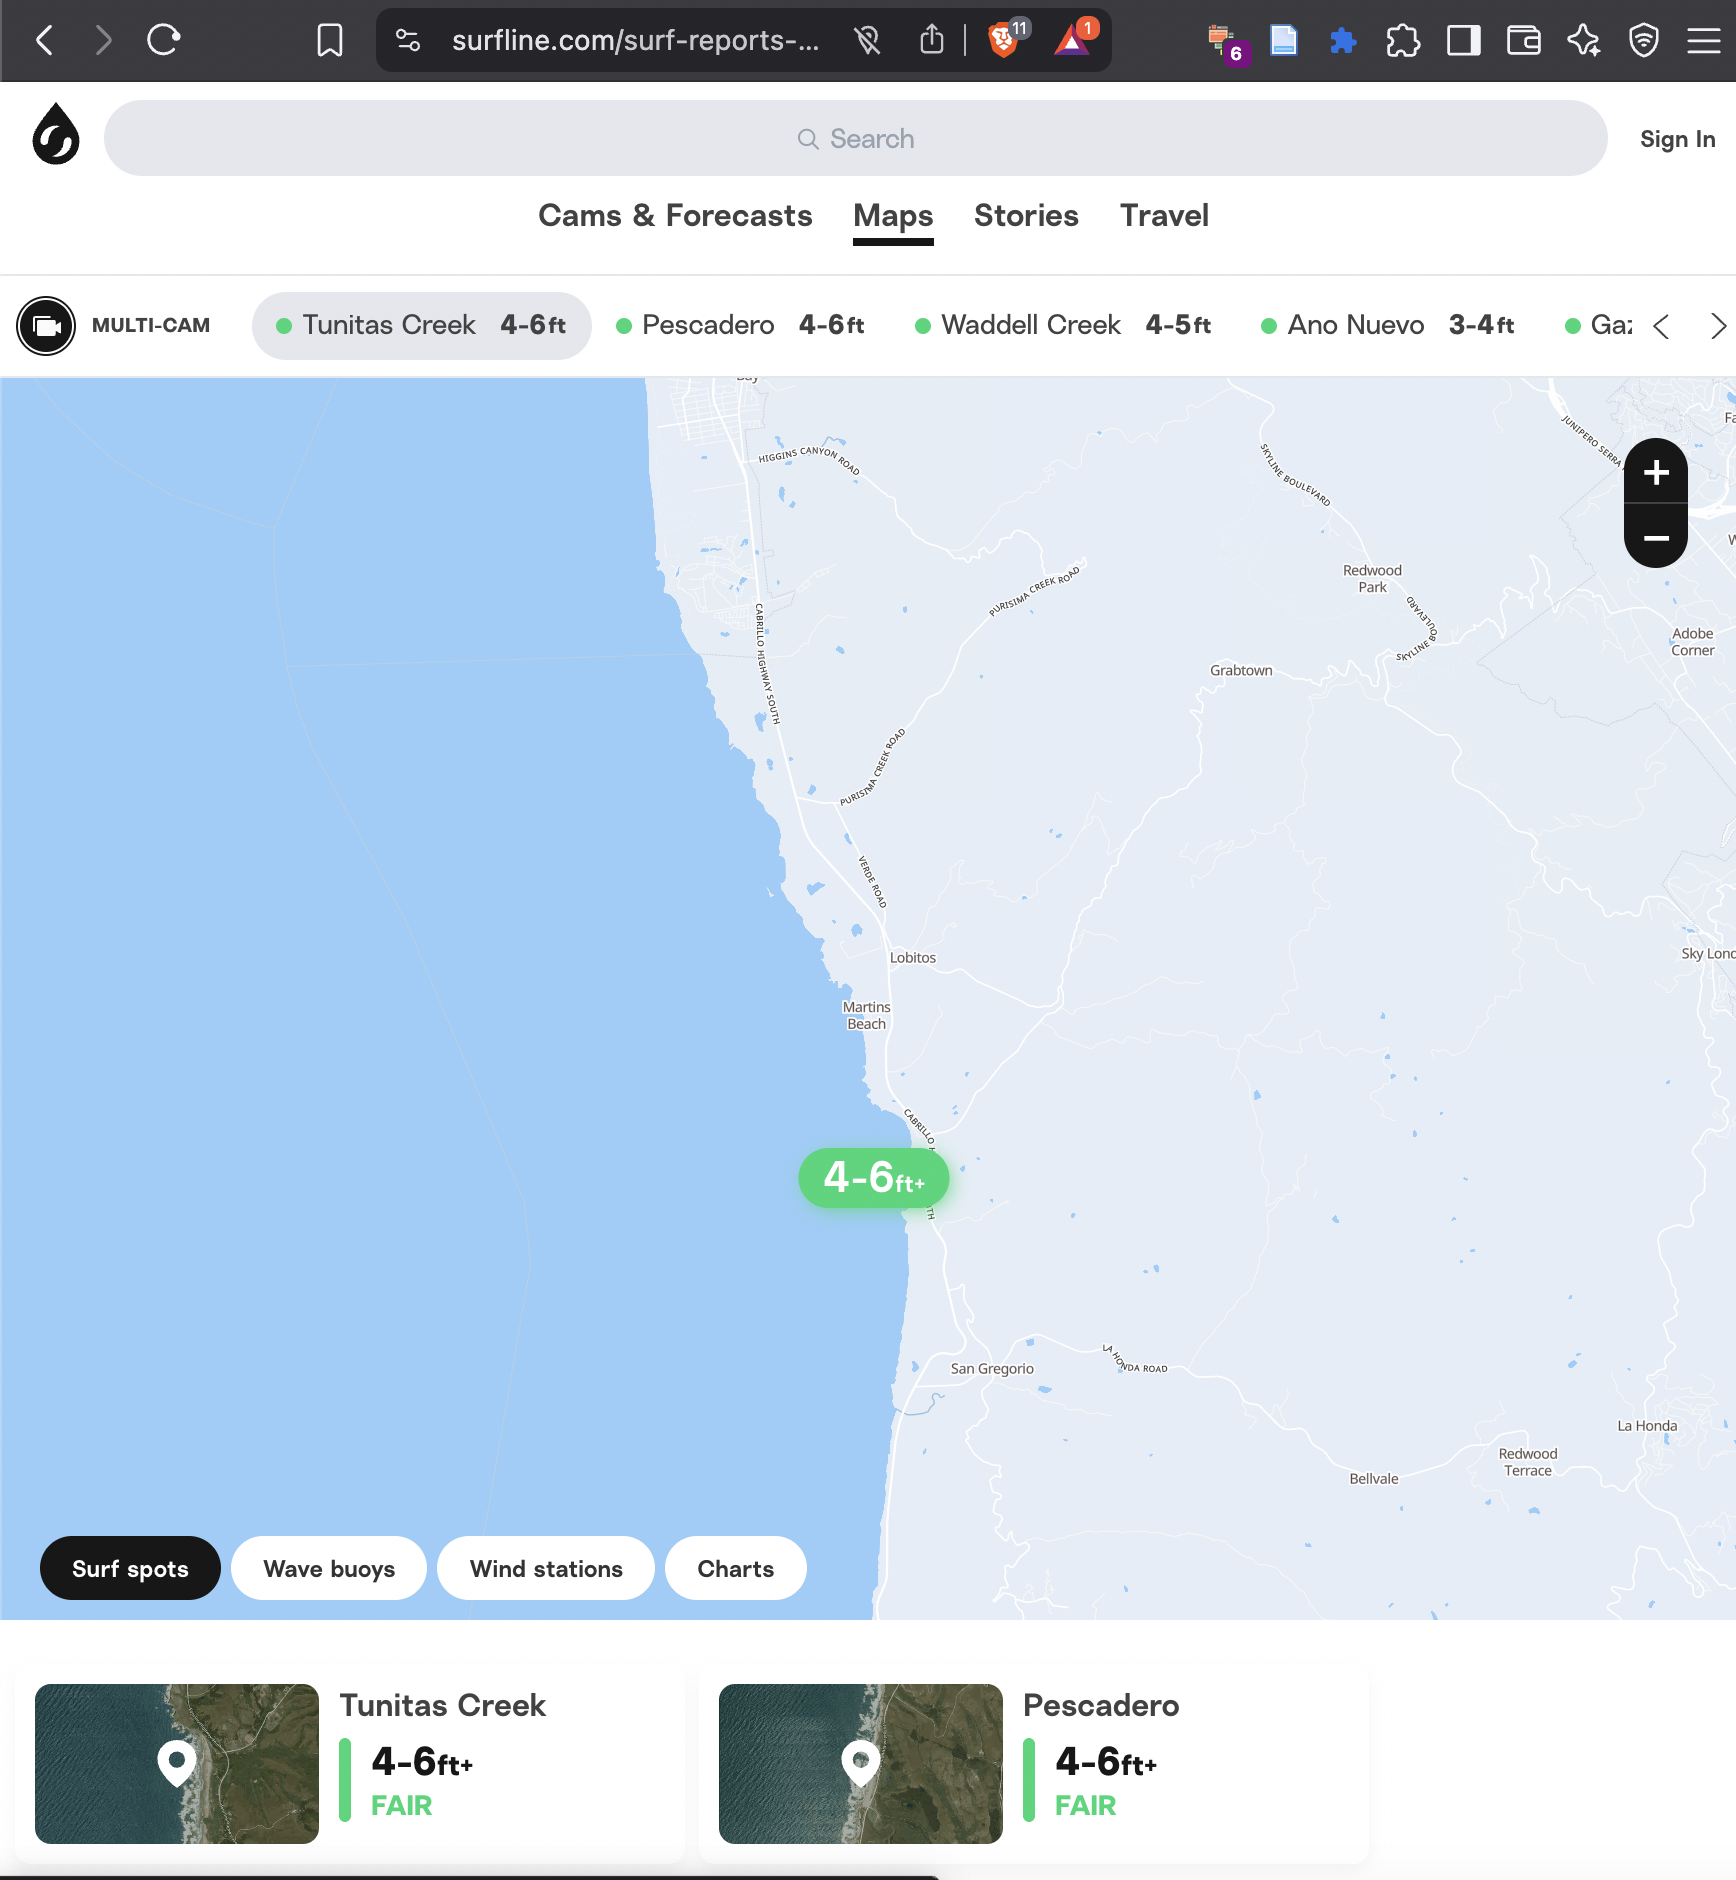 surfline.com/surf-reports-...
11
1
6
Search
Sign In
Cams & Forecasts
Maps
Stories
Travel
MULTI-CAM
Tunitas Creek 4-6ft
Pescadero 4-6ft
Waddell Creek 4-5ft
Ano Nuevo 3-4ft
Gaz
Bay
HIGGINS CANYON ROAD
SKYLINE BOULEVARD
JUNIPERO SERRA
Fa
+
−
W
Redwood
Park
PURISIMA CREEK ROAD
SKYLINE BOULEVARD
Adobe
Corner
CABRILLO HIGHWAY SOUTH
Grabtown
PURISIMA CREEK ROAD
VERDE ROAD
Lobitos
Sky Lond
Martins
Beach
CABRILLO H
4-6ft+
TH
San Gregorio
LA HONDA ROAD
La Honda
Redwood
Terrace
Bellvale
Surf spots
Wave buoys
Wind stations
Charts
Tunitas Creek
4-6ft+
FAIR
Pescadero
4-6ft+
FAIR